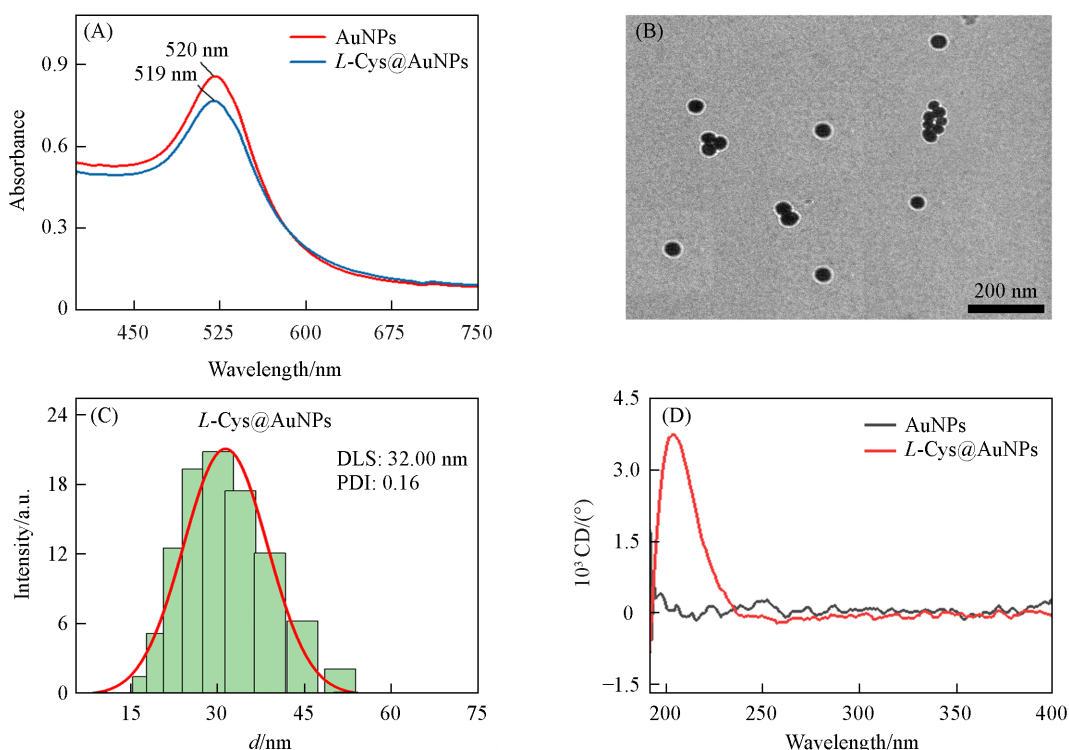 (A)
AuNPs
L-Cys@AuNPs
520 nm
519 nm
0.9
0.6
0.3
0
Absorbance
450
525
600
675
750
Wavelength/nm
(B)
200 nm
(C)
L-Cys@AuNPs
DLS: 32.00 nm
PDI: 0.16
24
18
12
6
0
Intensity/a.u.
15
30
45
60
75
d/nm
(D)
AuNPs
L-Cys@AuNPs
4.5
3.0
1.5
0
−1.5
10³ CD/(°)
200
250
300
350
400
Wavelength/nm